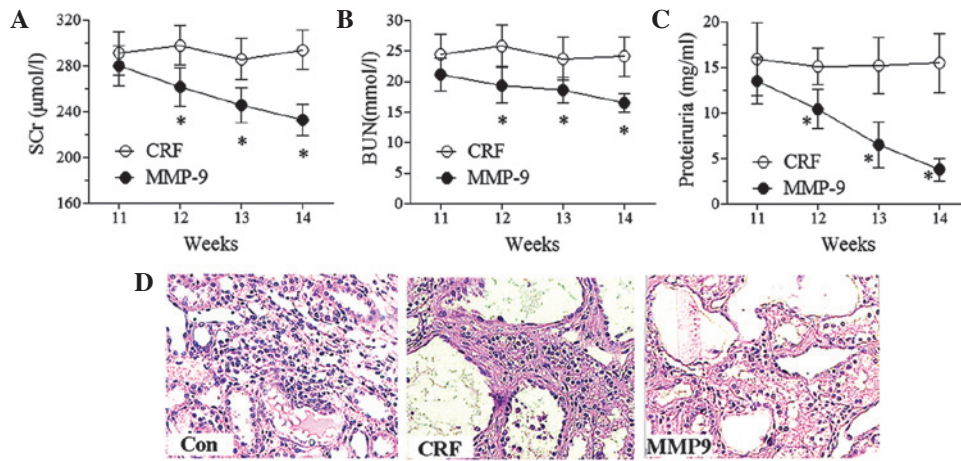 A
SCr (µmol/l)
320
280
240
200
160
CRF
MMP-9
*
*
*
11 12 13 14
Weeks
B
BUN(mmol/l)
30
25
20
15
10
5
0
CRF
MMP-9
*
*
*
11 12 13 14
Weeks
C
Proteiruria (mg/ml)
20
15
10
5
0
CRF
MMP-9
*
*
*
11 12 13 14
Weeks
D
Con
CRF
MMP9